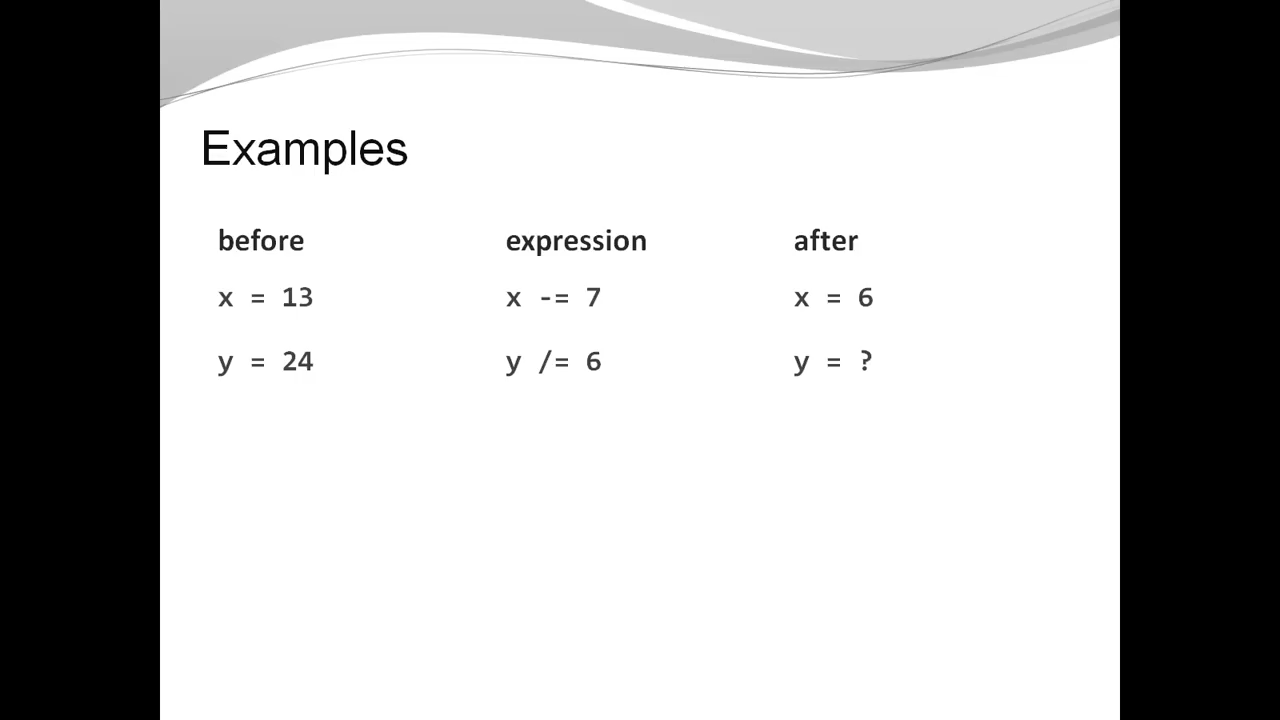 Examples
before expression after
x = 13 x -= 7 x = 6
y = 24 y /= 6 y = ?